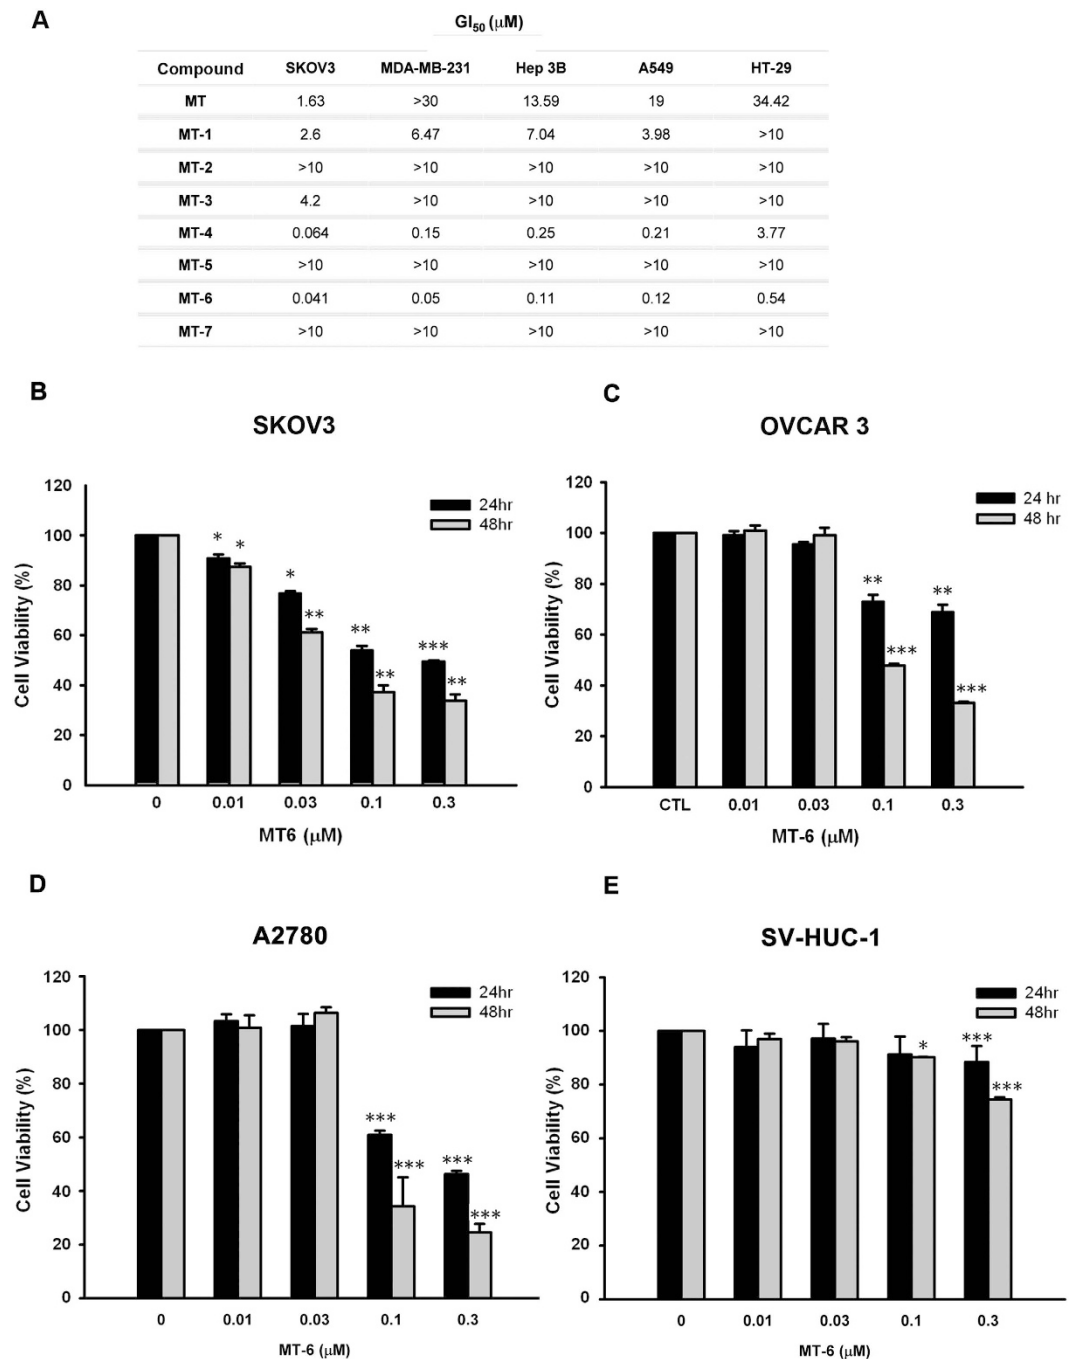 A
GI50 (μM)
Compound SKOV3 MDA-MB-231 Hep 3B A549 HT-29
MT 1.63 >30 13.59 19 34.42
MT-1 2.6 6.47 7.04 3.98 >10
MT-2 >10 >10 >10 >10 >10
MT-3 4.2 >10 >10 >10 >10
MT-4 0.064 0.15 0.25 0.21 3.77
MT-5 >10 >10 >10 >10 >10
MT-6 0.041 0.05 0.11 0.12 0.54
MT-7 >10 >10 >10 >10 >10
B
SKOV3
120
100
80
60
40
20
0
Cell Viability (%)
24hr
48hr
* * * ** ** ** *** **
0 0.01 0.03 0.1 0.3
MT6 (μM)
C
OVCAR 3
120
100
80
60
40
20
0
Cell Viability (%)
24 hr
48 hr
** *** ** ***
CTL 0.01 0.03 0.1 0.3
MT-6 (μM)
D
A2780
120
100
80
60
40
20
0
Cell Viability (%)
24hr
48hr
*** *** *** ***
0 0.01 0.03 0.1 0.3
MT-6 (μM)
E
SV-HUC-1
120
100
80
60
40
20
0
Cell Viability (%)
24hr
48hr
* *** ***
0 0.01 0.03 0.1 0.3
MT-6 (μM)